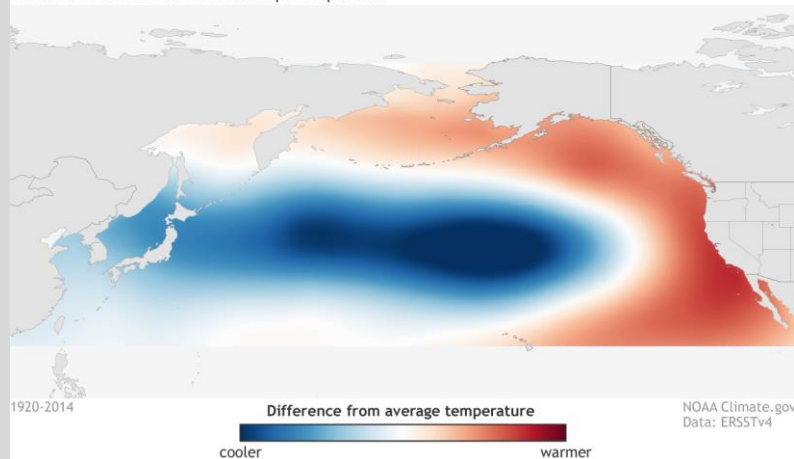 1920-2014
Difference from average temperature
cooler
warmer
NOAA Climate.gov
Data: ERSSTv4